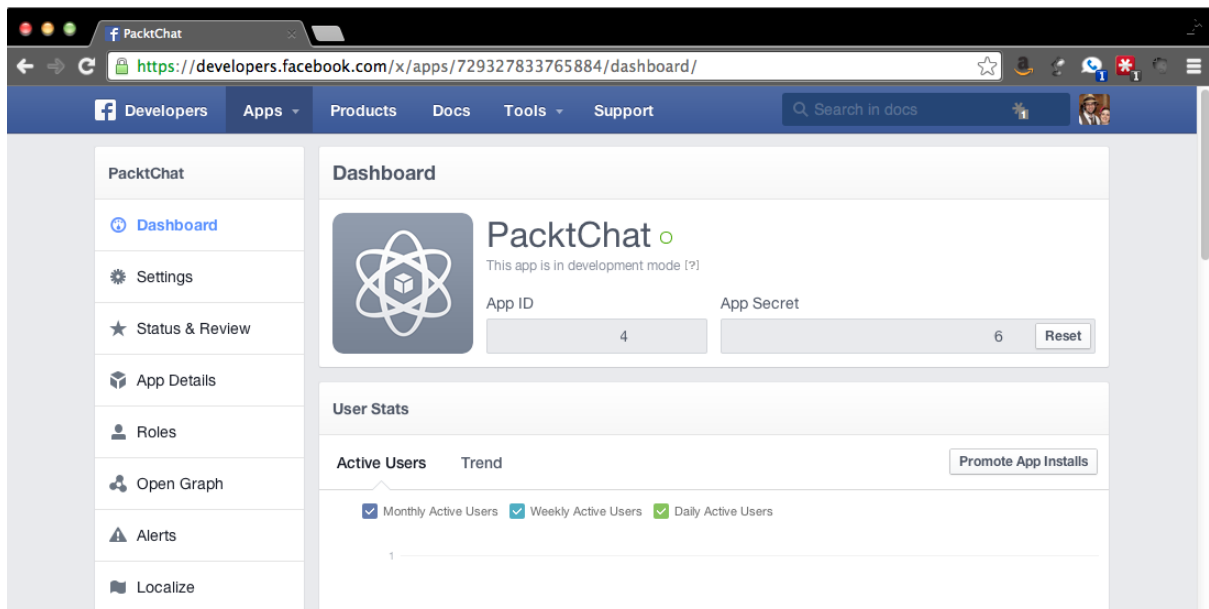 PacktChat
https://developers.facebook.com/x/apps/729327833765884/dashboard/
Developers Apps Products Docs Tools Support Search in docs
PacktChat
Dashboard
Settings
Status & Review
App Details
Roles
Open Graph
Alerts
Localize
Dashboard
PacktChat
This app is in development mode [?]
App ID App Secret
4 6 Reset
User Stats
Active Users Trend Promote App Installs
Monthly Active Users Weekly Active Users Daily Active Users
1